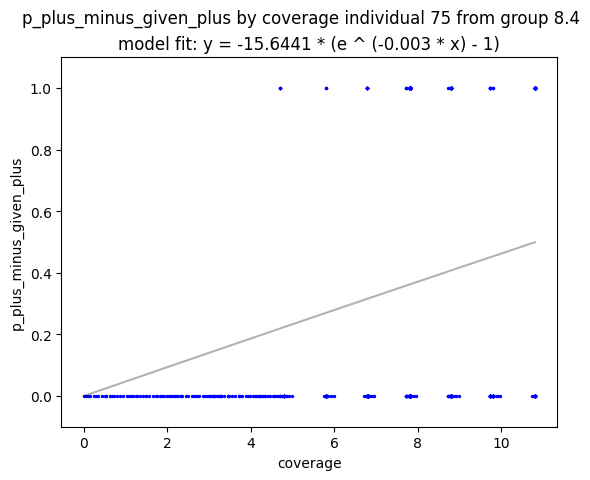 p_plus_minus_given_plus by coverage individual 75 from group 8.4
model fit: y = -15.6441 * (e ^ (-0.003 * x) - 1)
1.0
0.8
0.6
0.4
0.2
0.0
p_plus_minus_given_plus
0 2 4 6 8 10
coverage